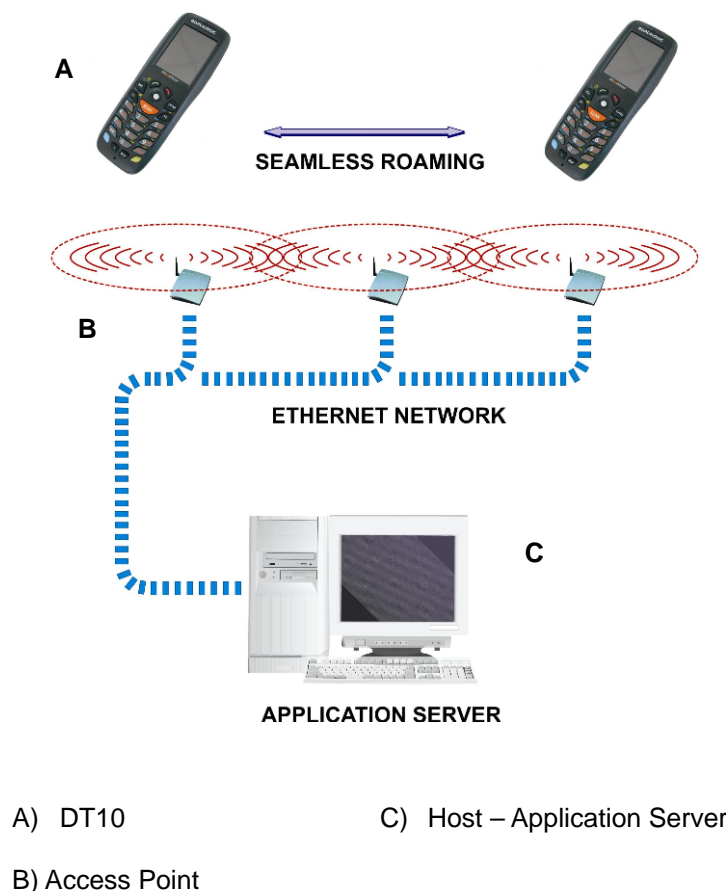 A
SEAMLESS ROAMING
B
ETHERNET NETWORK
C
APPLICATION SERVER
A) DT10
C) Host – Application Server
B) Access Point